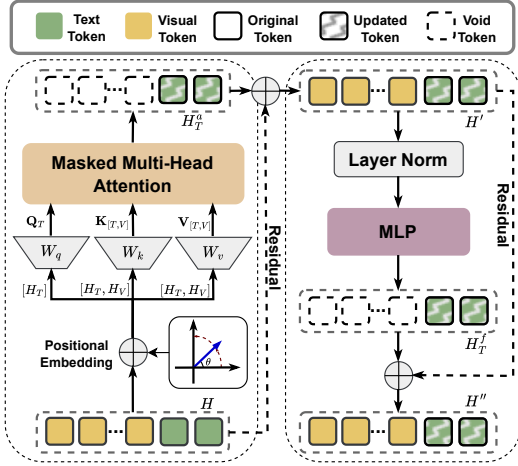 Text Token
Visual Token
Original Token
Updated Token
Void Token
H_T^a
Masked Multi-Head Attention
Q_T
K_{[T,V]}
V_{[T,V]}
W_q
W_k
W_v
[H_T]
[H_T, H_V]
[H_T, H_V]
Positional Embedding
θ
H
Residual
H'
Layer Norm
MLP
H_T^f
Residual
H''